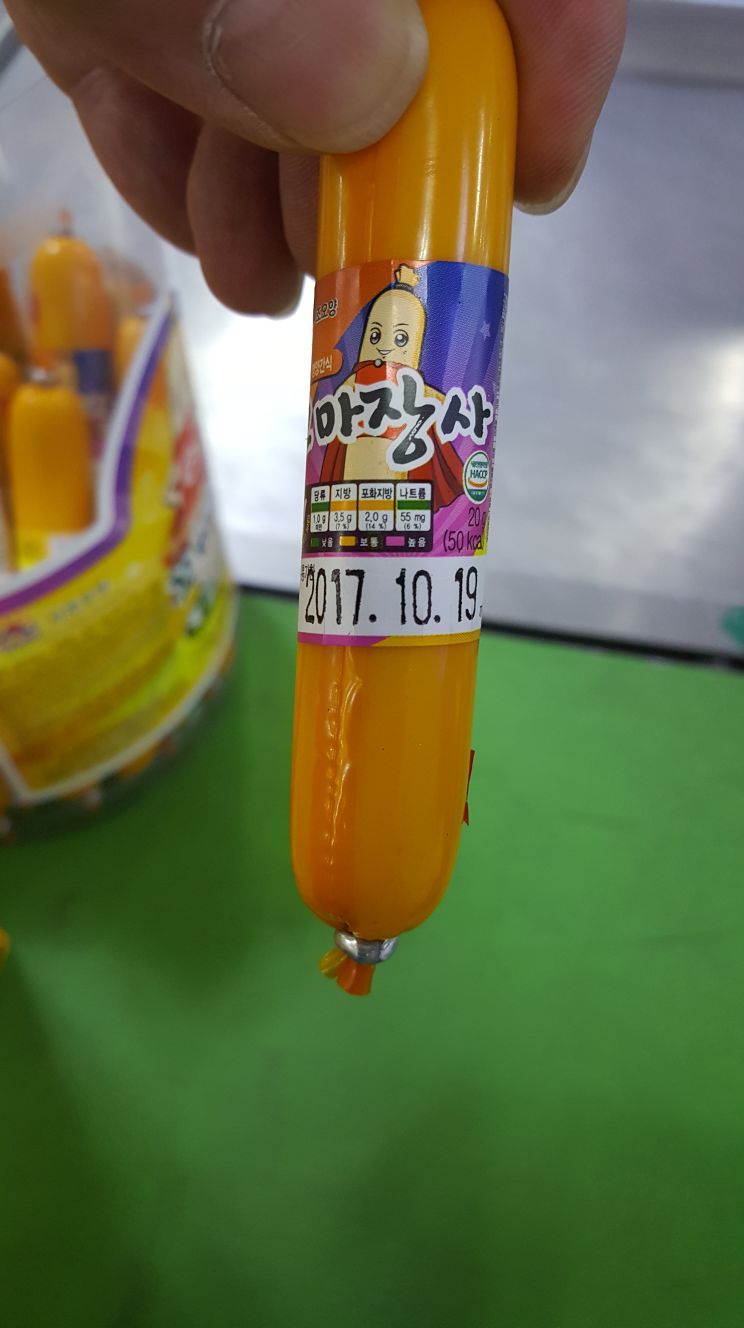 마장사
HACCP
당류 지방 포화지방 나트륨
1.0 g 3.5 g 2.0 g 55 mg
(7 %) (14 %)
낮음 보통 높음
20 g
(50 kcal
2017. 10. 19